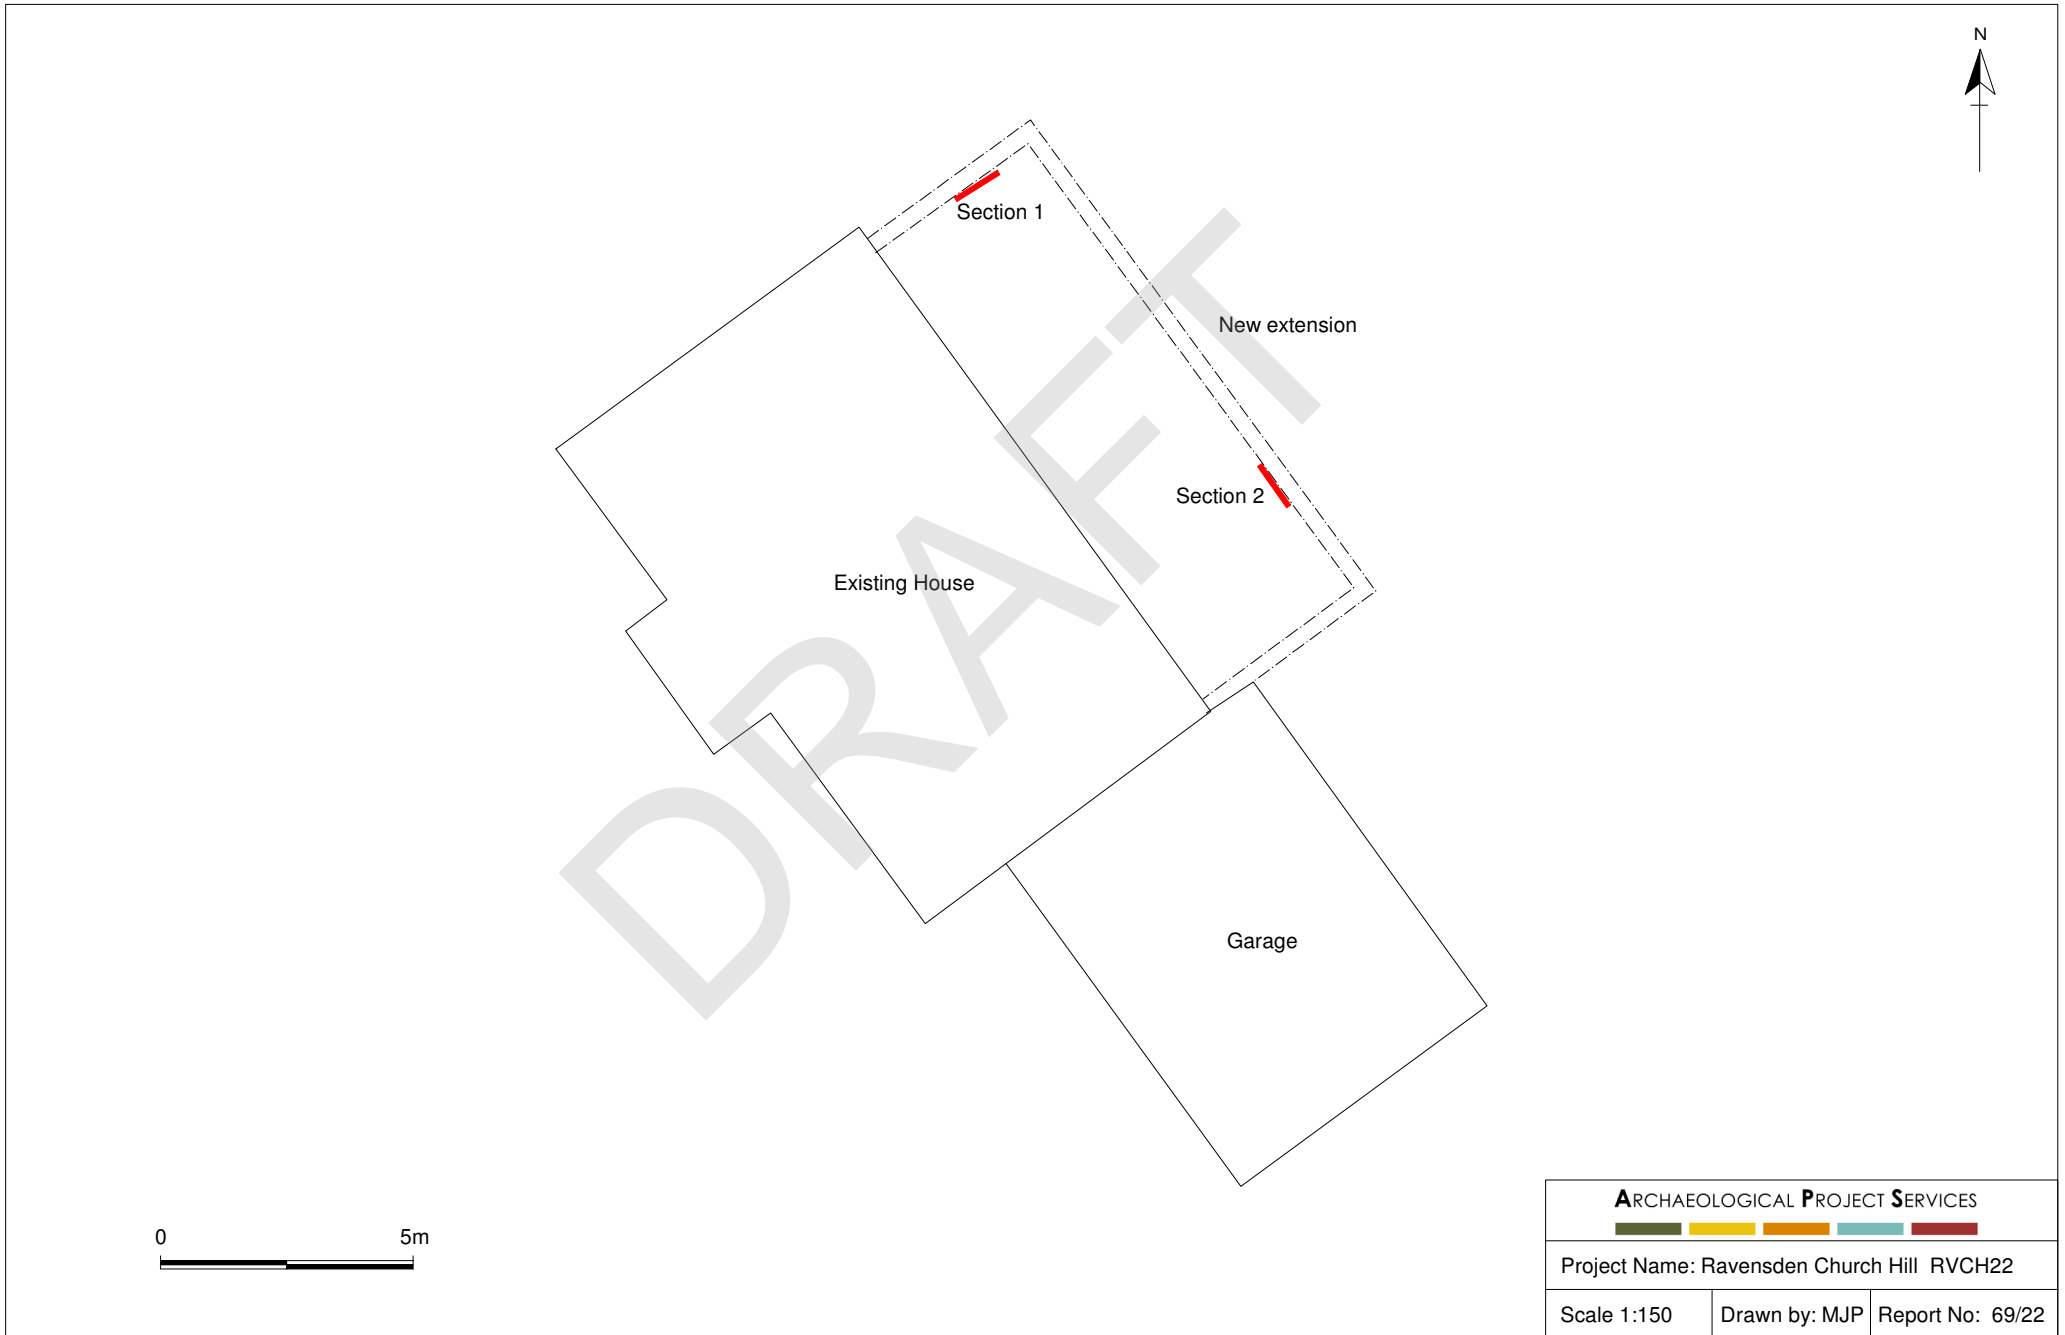 N
Section 1
New extension
Section 2
Existing House
DRAFT
Garage
0 5m
ARCHAEOLOGICAL PROJECT SERVICES
Project Name: Ravensden Church Hill RVCH22
Scale 1:150 Drawn by: MJP Report No: 69/22